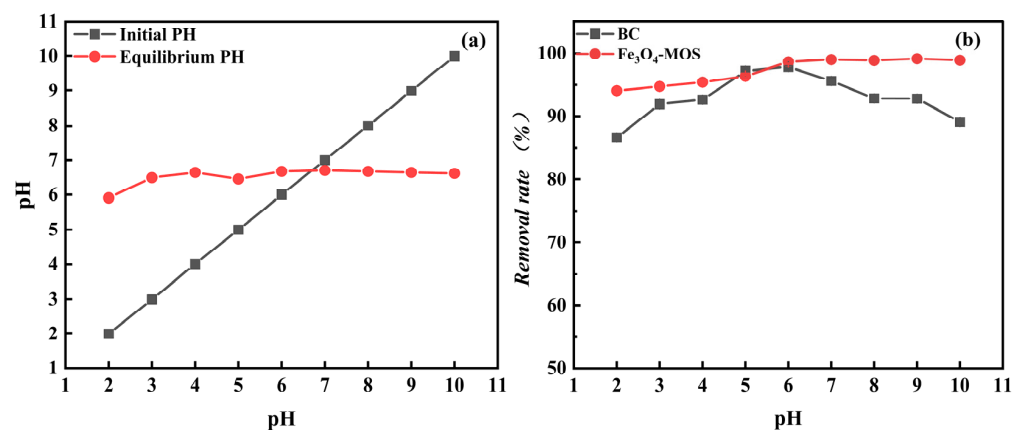 Initial PH
Equilibrium PH
(a)
11
10
9
8
7
6
5
4
3
2
1
pH
1 2 3 4 5 6 7 8 9 10 11
pH
BC
Fe₃O₄-MOS
(b)
100
90
80
70
60
50
Removal rate （%）
1 2 3 4 5 6 7 8 9 10 11
pH